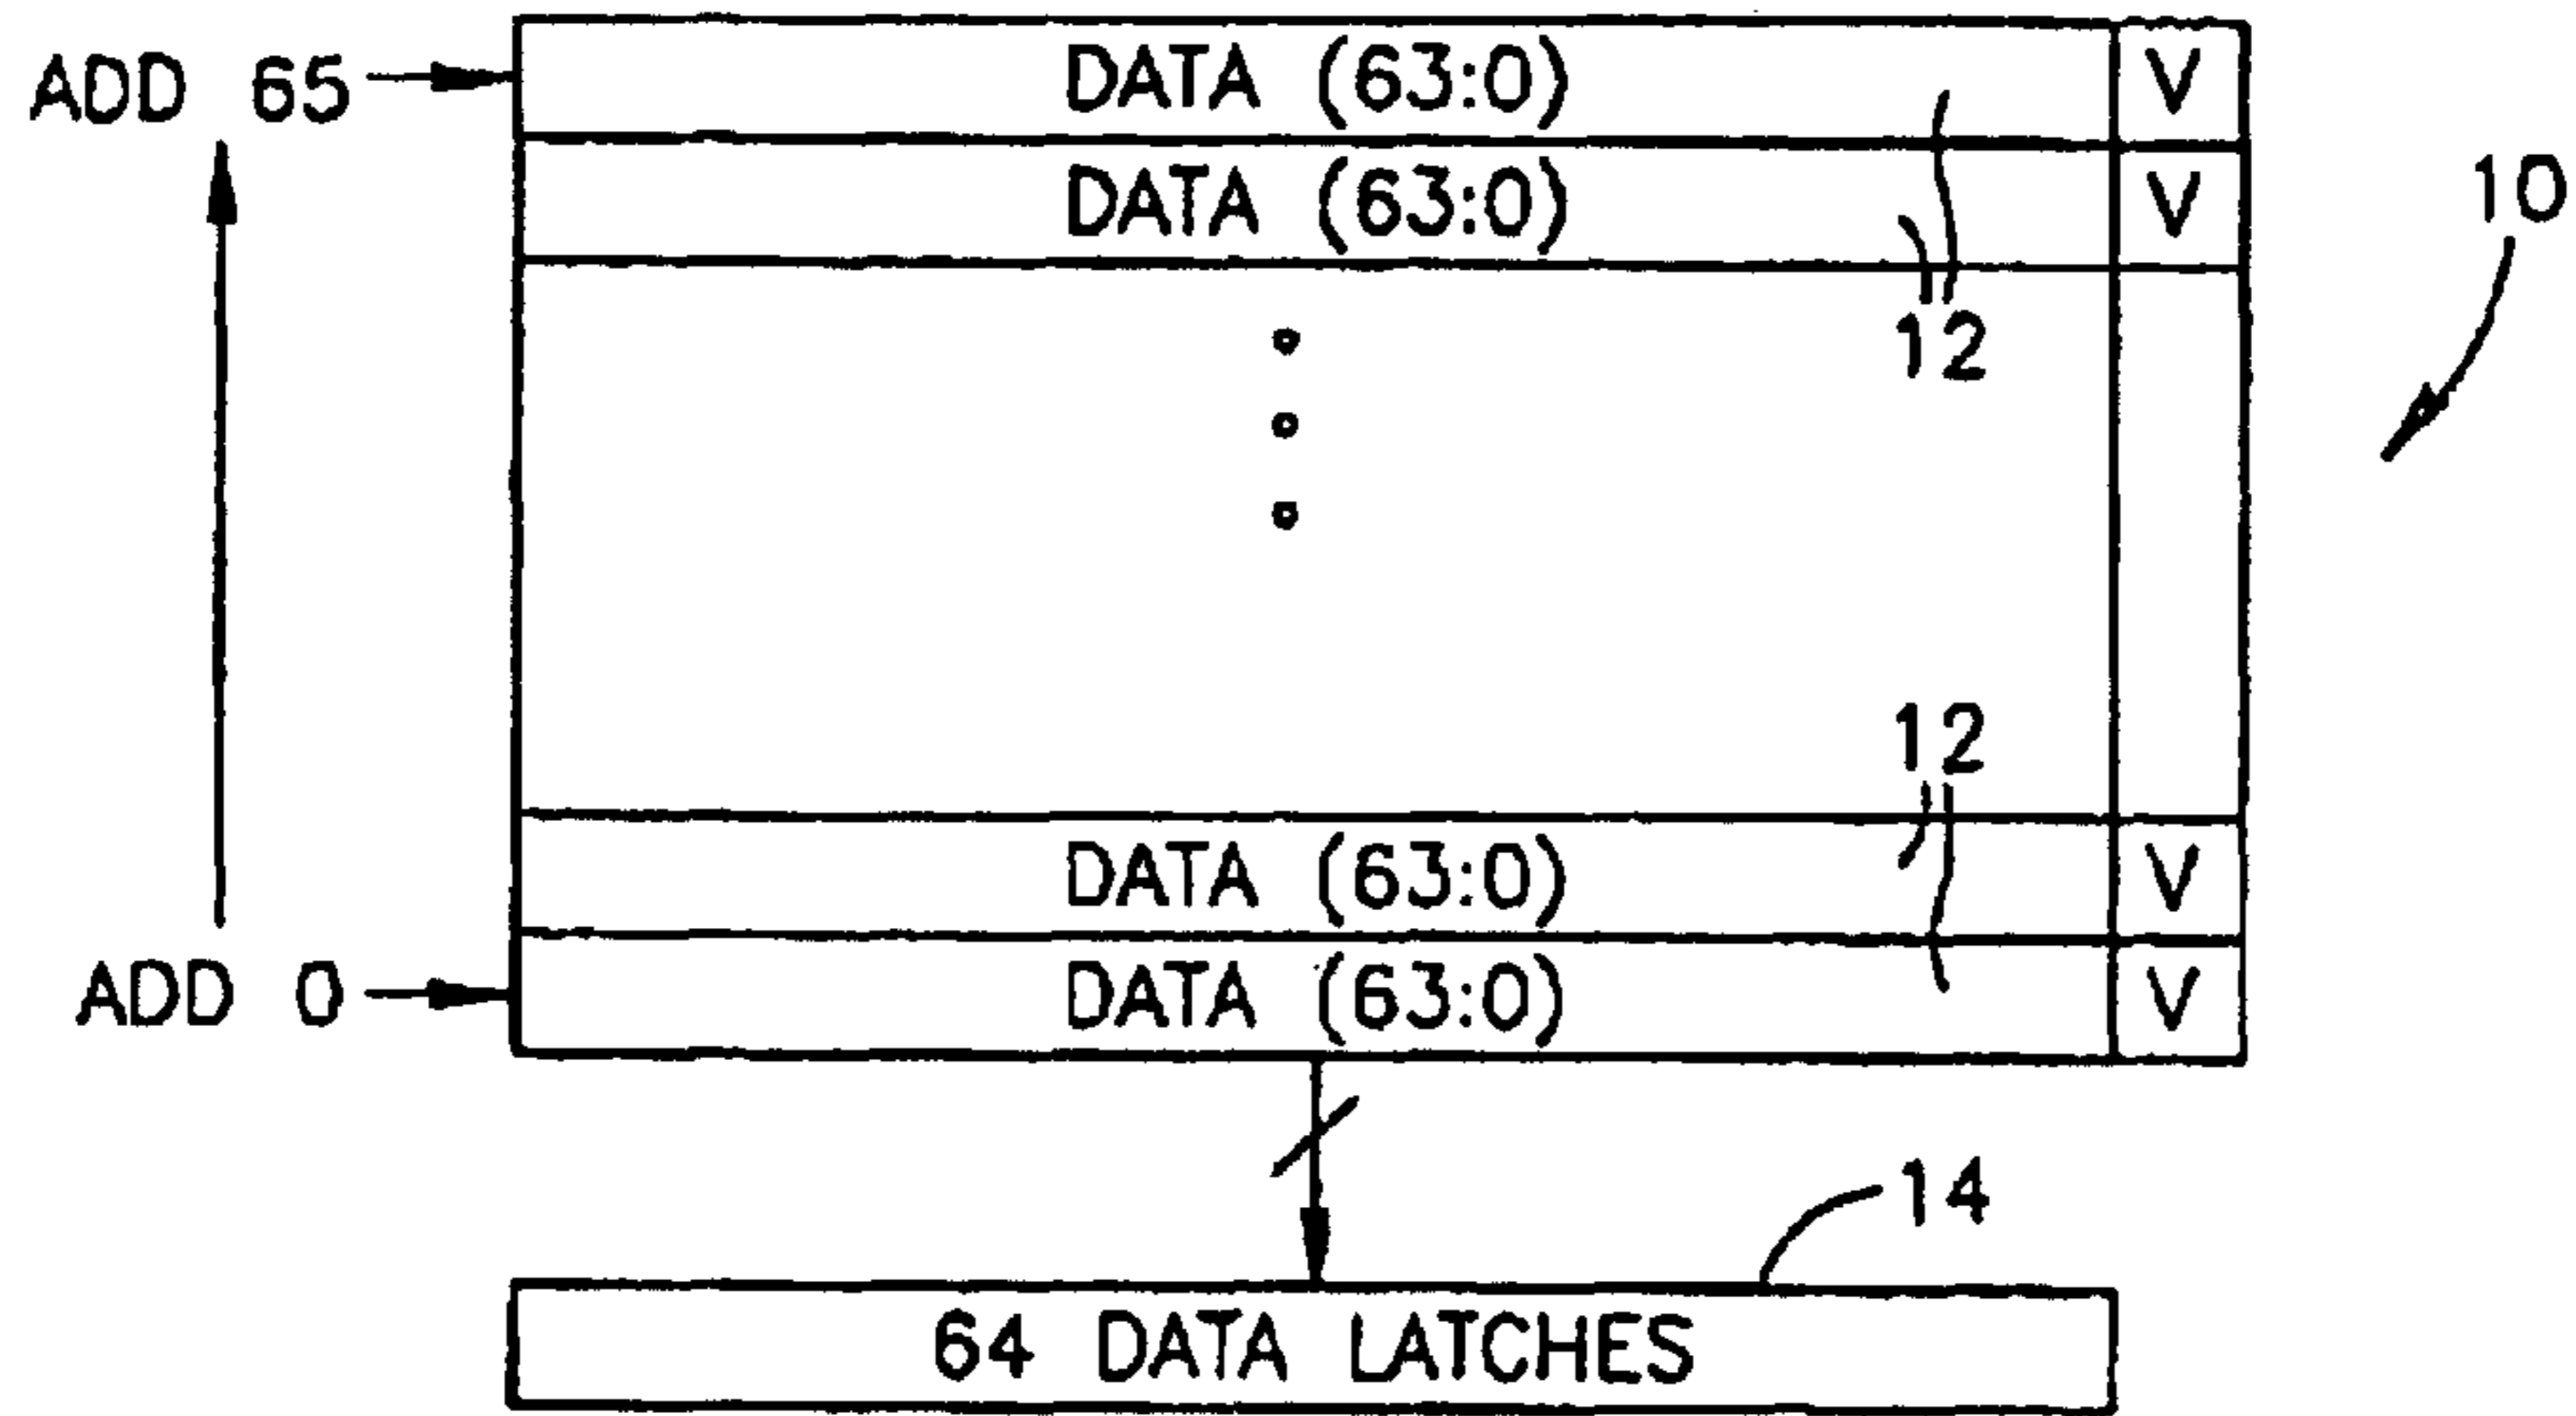 ADD 65 DATA (63:0) V
DATA (63:0) V
10
12
12
DATA (63:0) V
ADD 0 DATA (63:0) V
14
64 DATA LATCHES